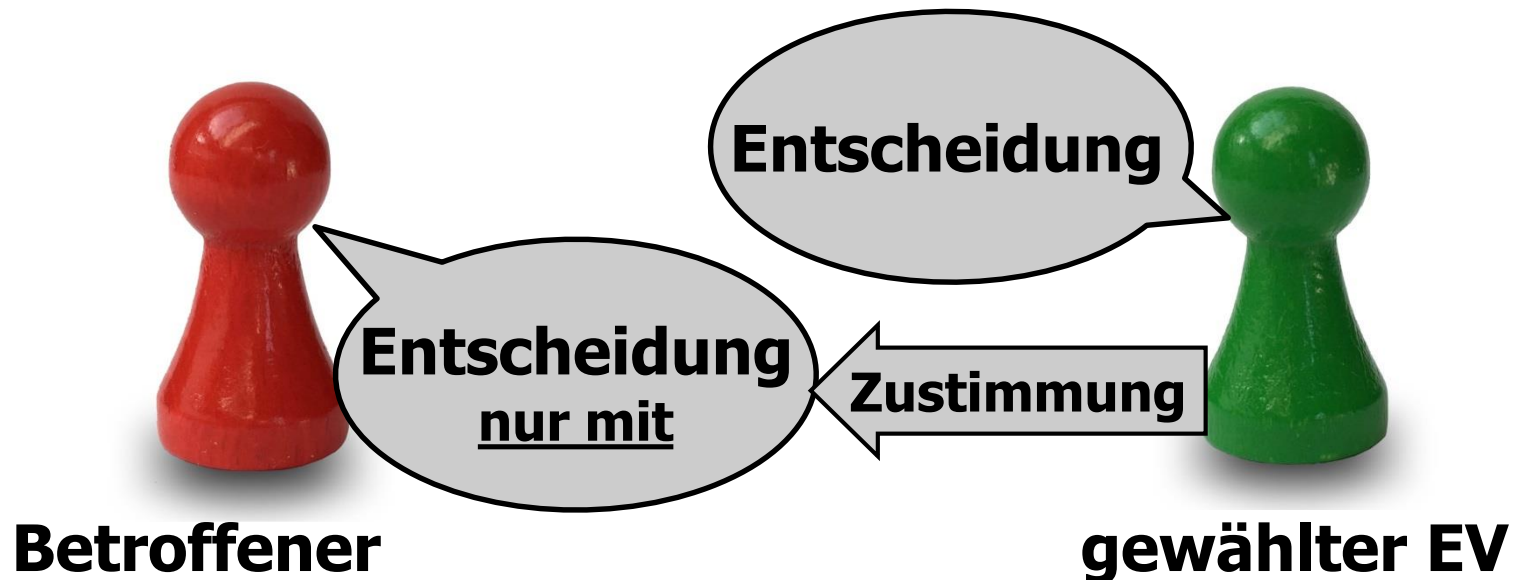 Entscheidung
Entscheidung
nur mit
Zustimmung
Betroffener
gewählter EV